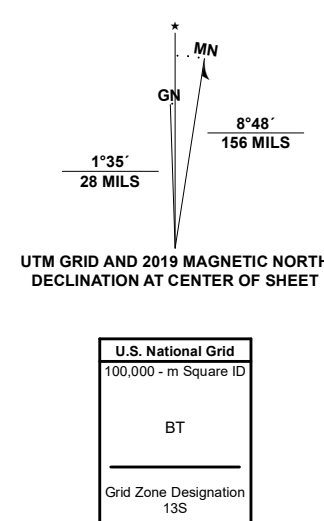 ★
MN
GN
8°48´
156 MILS
1°35´
28 MILS
UTM GRID AND 2019 MAGNETIC NORTH
DECLINATION AT CENTER OF SHEET
U.S. National Grid
100,000 - m Square ID
BT
Grid Zone Designation
13S